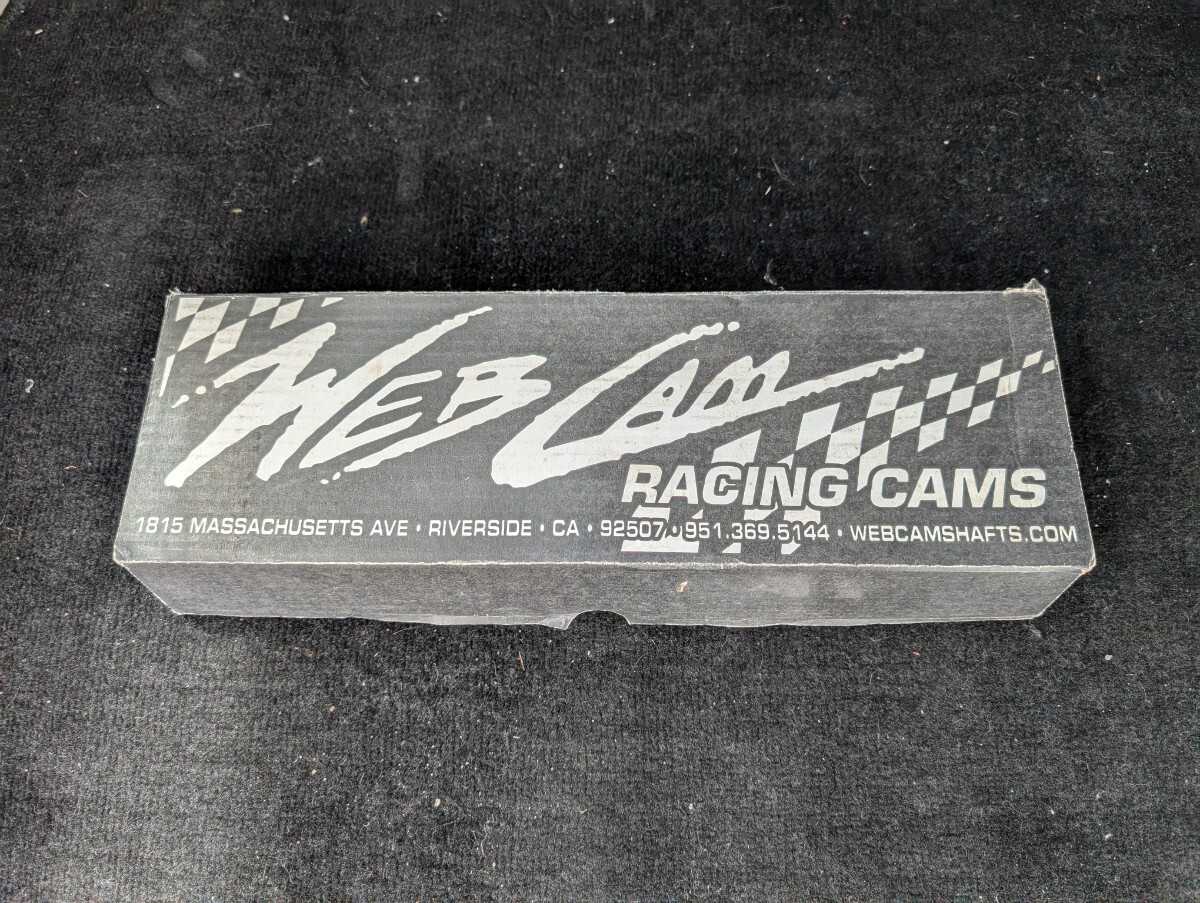 WEB CAM
RACING CAMS
1815 MASSACHUSETTS AVE • RIVERSIDE • CA • 92507 • 951.369.5144 • WEBCAMSHAFTS.COM